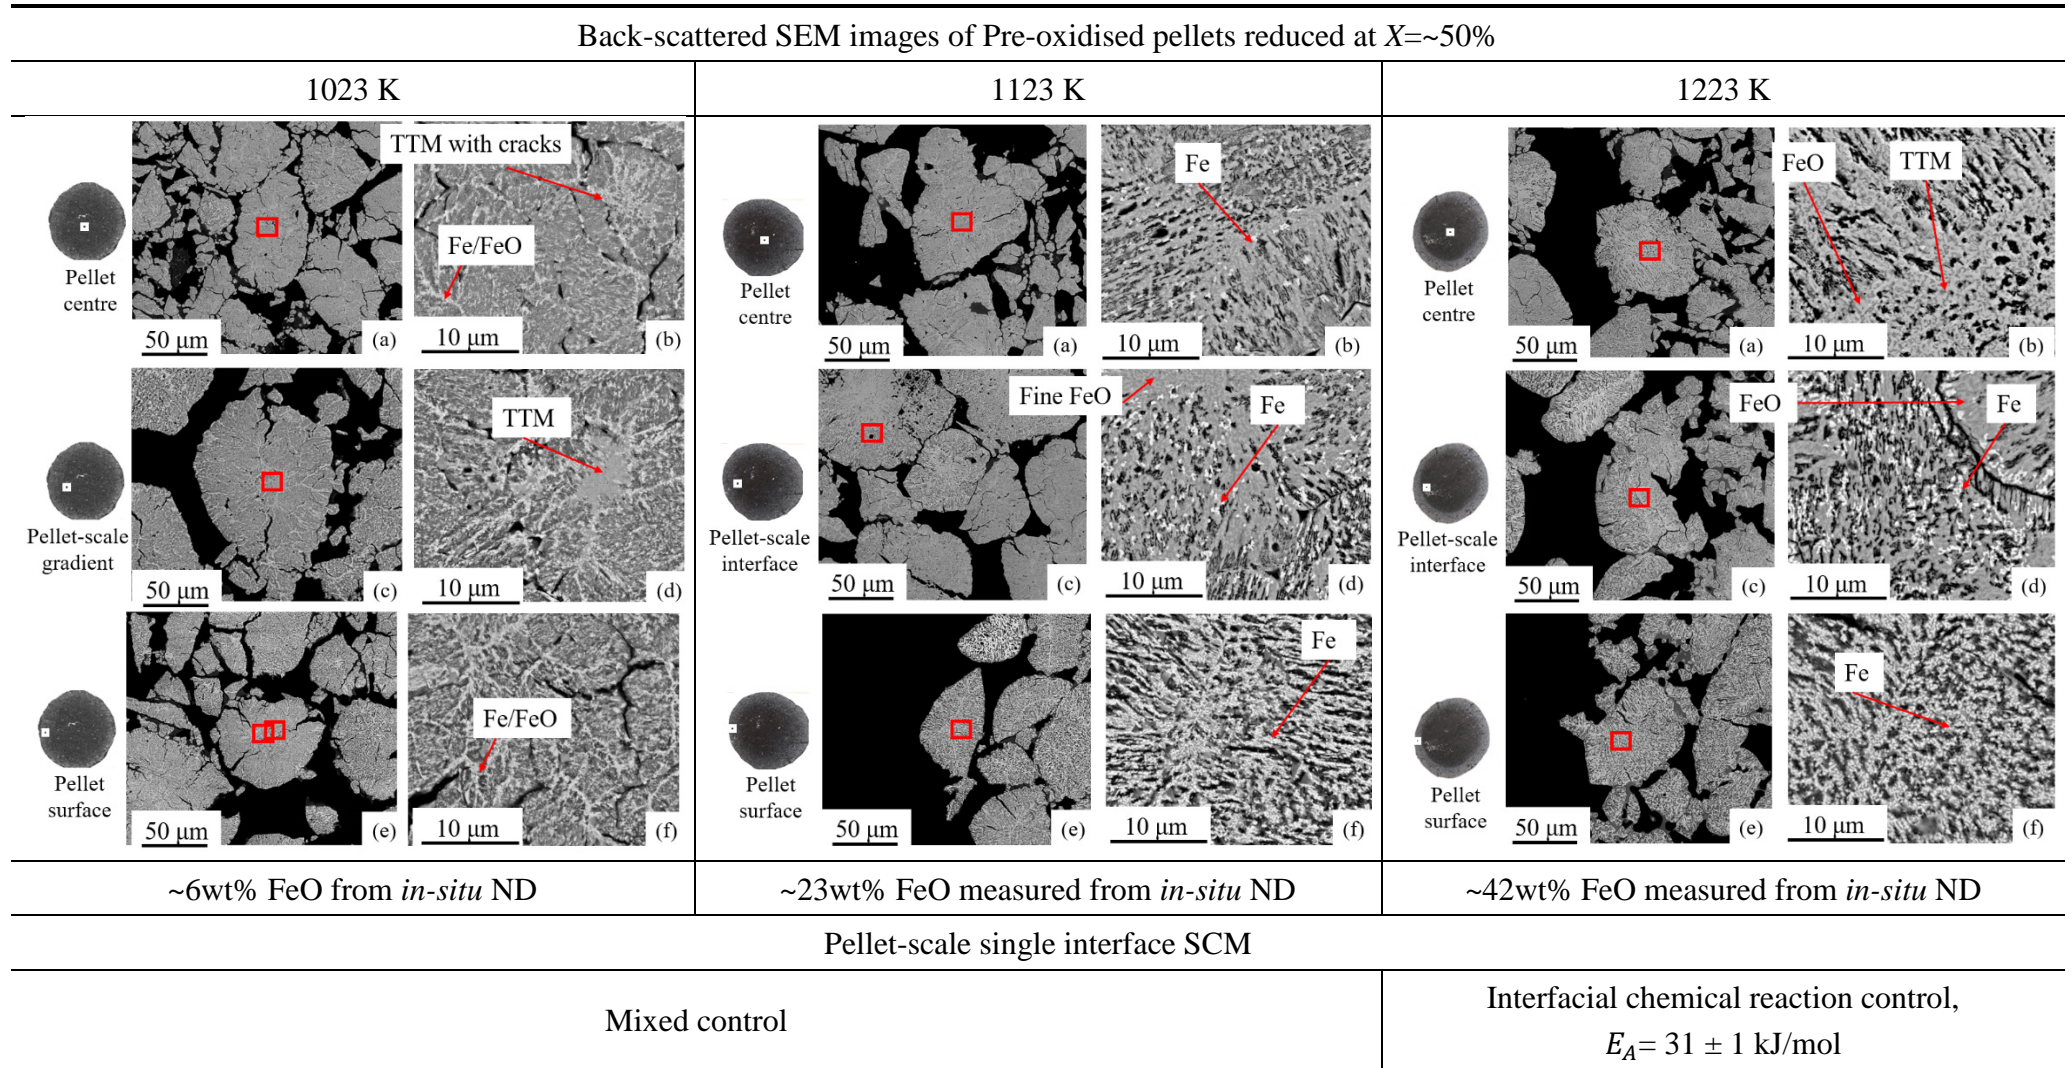 Back-scattered SEM images of Pre-oxidised pellets reduced at X=~50%
1023 K
1123 K
1223 K
TTM with cracks
Fe/FeO
Pellet
centre
50 μm
(a)
10 μm
(b)
TTM
Pellet-scale
gradient
50 μm
(c)
10 μm
(d)
Fe/FeO
Pellet
surface
50 μm
(e)
10 μm
(f)
Fe
Pellet
centre
50 μm
(a)
10 μm
(b)
Fine FeO
Fe
Pellet-scale
interface
50 μm
(c)
10 μm
(d)
Fe
Pellet
surface
50 μm
(e)
10 μm
(f)
FeO
TTM
Pellet
centre
50 μm
(a)
10 μm
(b)
FeO
Fe
Pellet-scale
interface
50 μm
(c)
10 μm
(d)
Fe
Pellet
surface
50 μm
(e)
10 μm
(f)
~6wt% FeO from in-situ ND
~23wt% FeO measured from in-situ ND
~42wt% FeO measured from in-situ ND
Pellet-scale single interface SCM
Mixed control
Interfacial chemical reaction control,
E_A= 31 ± 1 kJ/mol